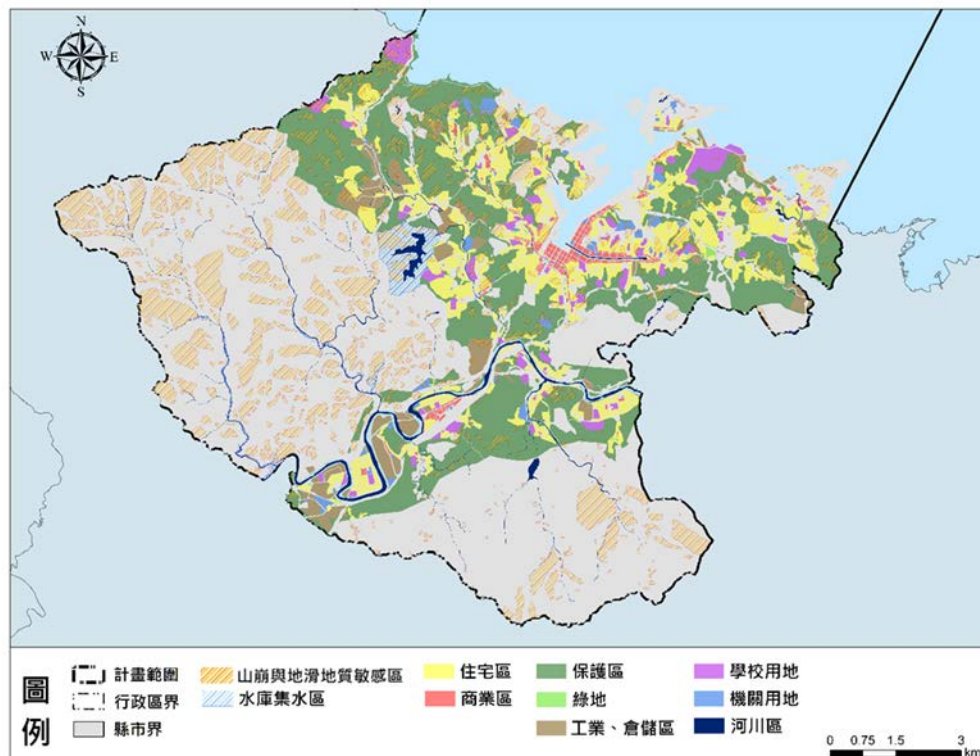 N
W E
S
圖例
計畫範圍
行政區界
縣市界
山崩與地滑地質敏感區
水庫集水區
住宅區
商業區
保護區
綠地
工業、倉儲區
學校用地
機關用地
河川區
0 0.75 1.5 3
km